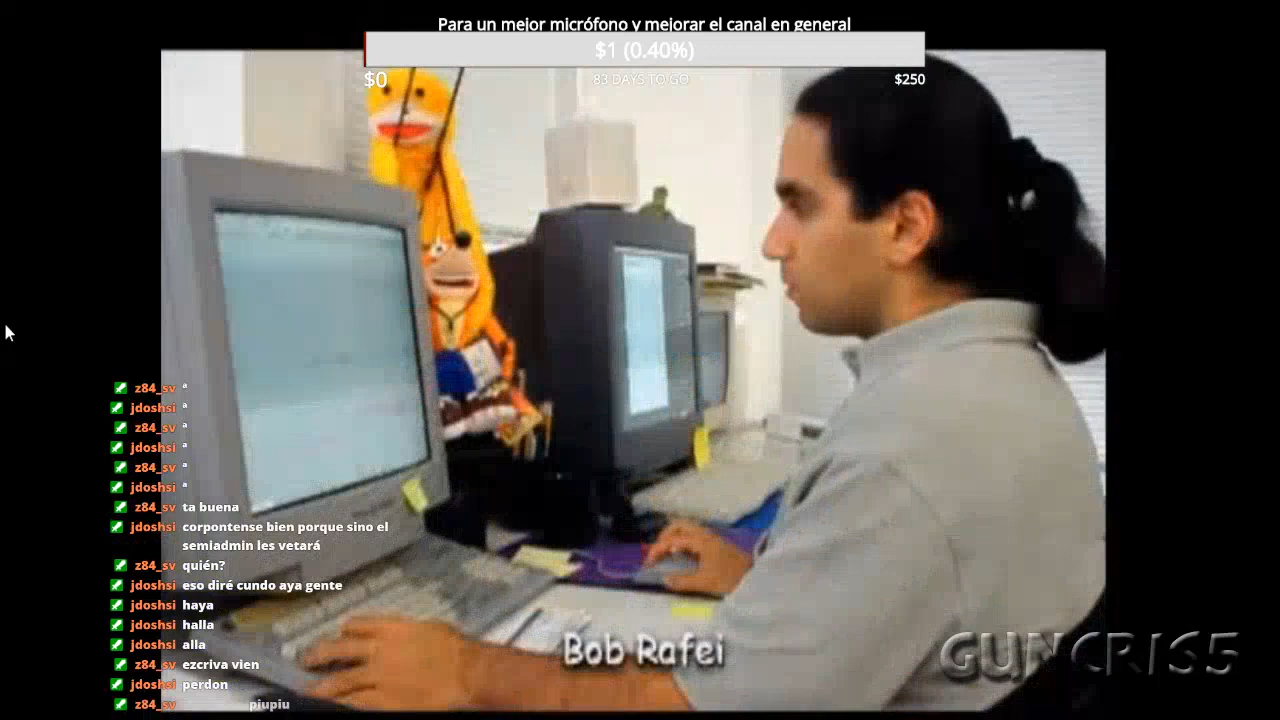 Para un mejor micrófono y mejorar el canal en general
$1 (0.40%)
$0 83 DAYS TO GO $250
z84_sv ª
jdoshsi ª
z84_sv ª
jdoshsi ª
z84_sv ª
jdoshsi ª
z84_sv ta buena
jdoshsi corpontense bien porque sino el
semiadmin les vetará
z84_sv quién?
jdoshsi eso diré cundo aya gente
jdoshsi haya
jdoshsi halla
jdoshsi alla
z84_sv ezcriva vien
jdoshsi perdon
z84_sv piupiu
Bob Rafei
GUNCRIS5